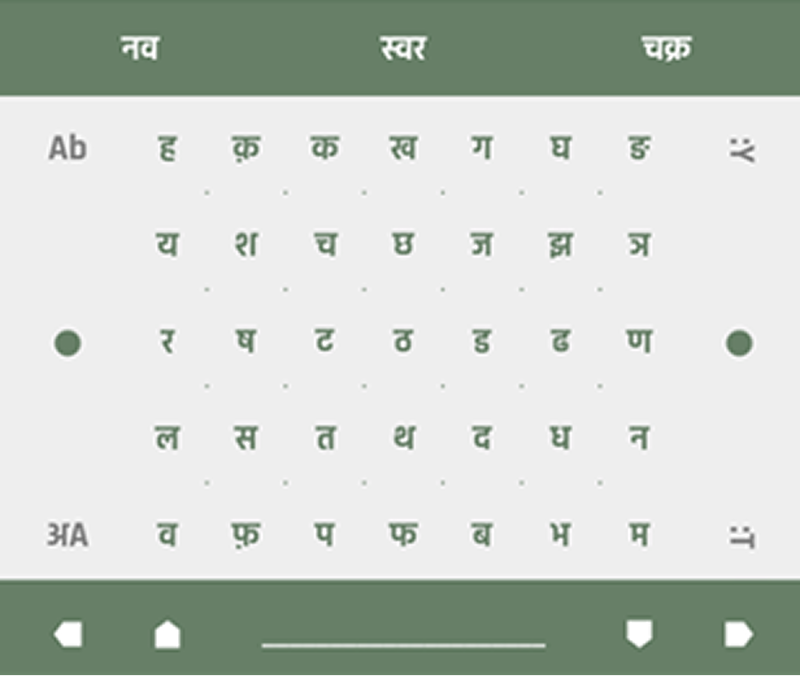 नव स्वर चक्र
Ab ह क़ क ख ग घ ङ
य श च छ ज झ ञ
र ष ट ठ ड ढ ण
ल स त थ द ध न
अA व फ़ प फ ब भ म